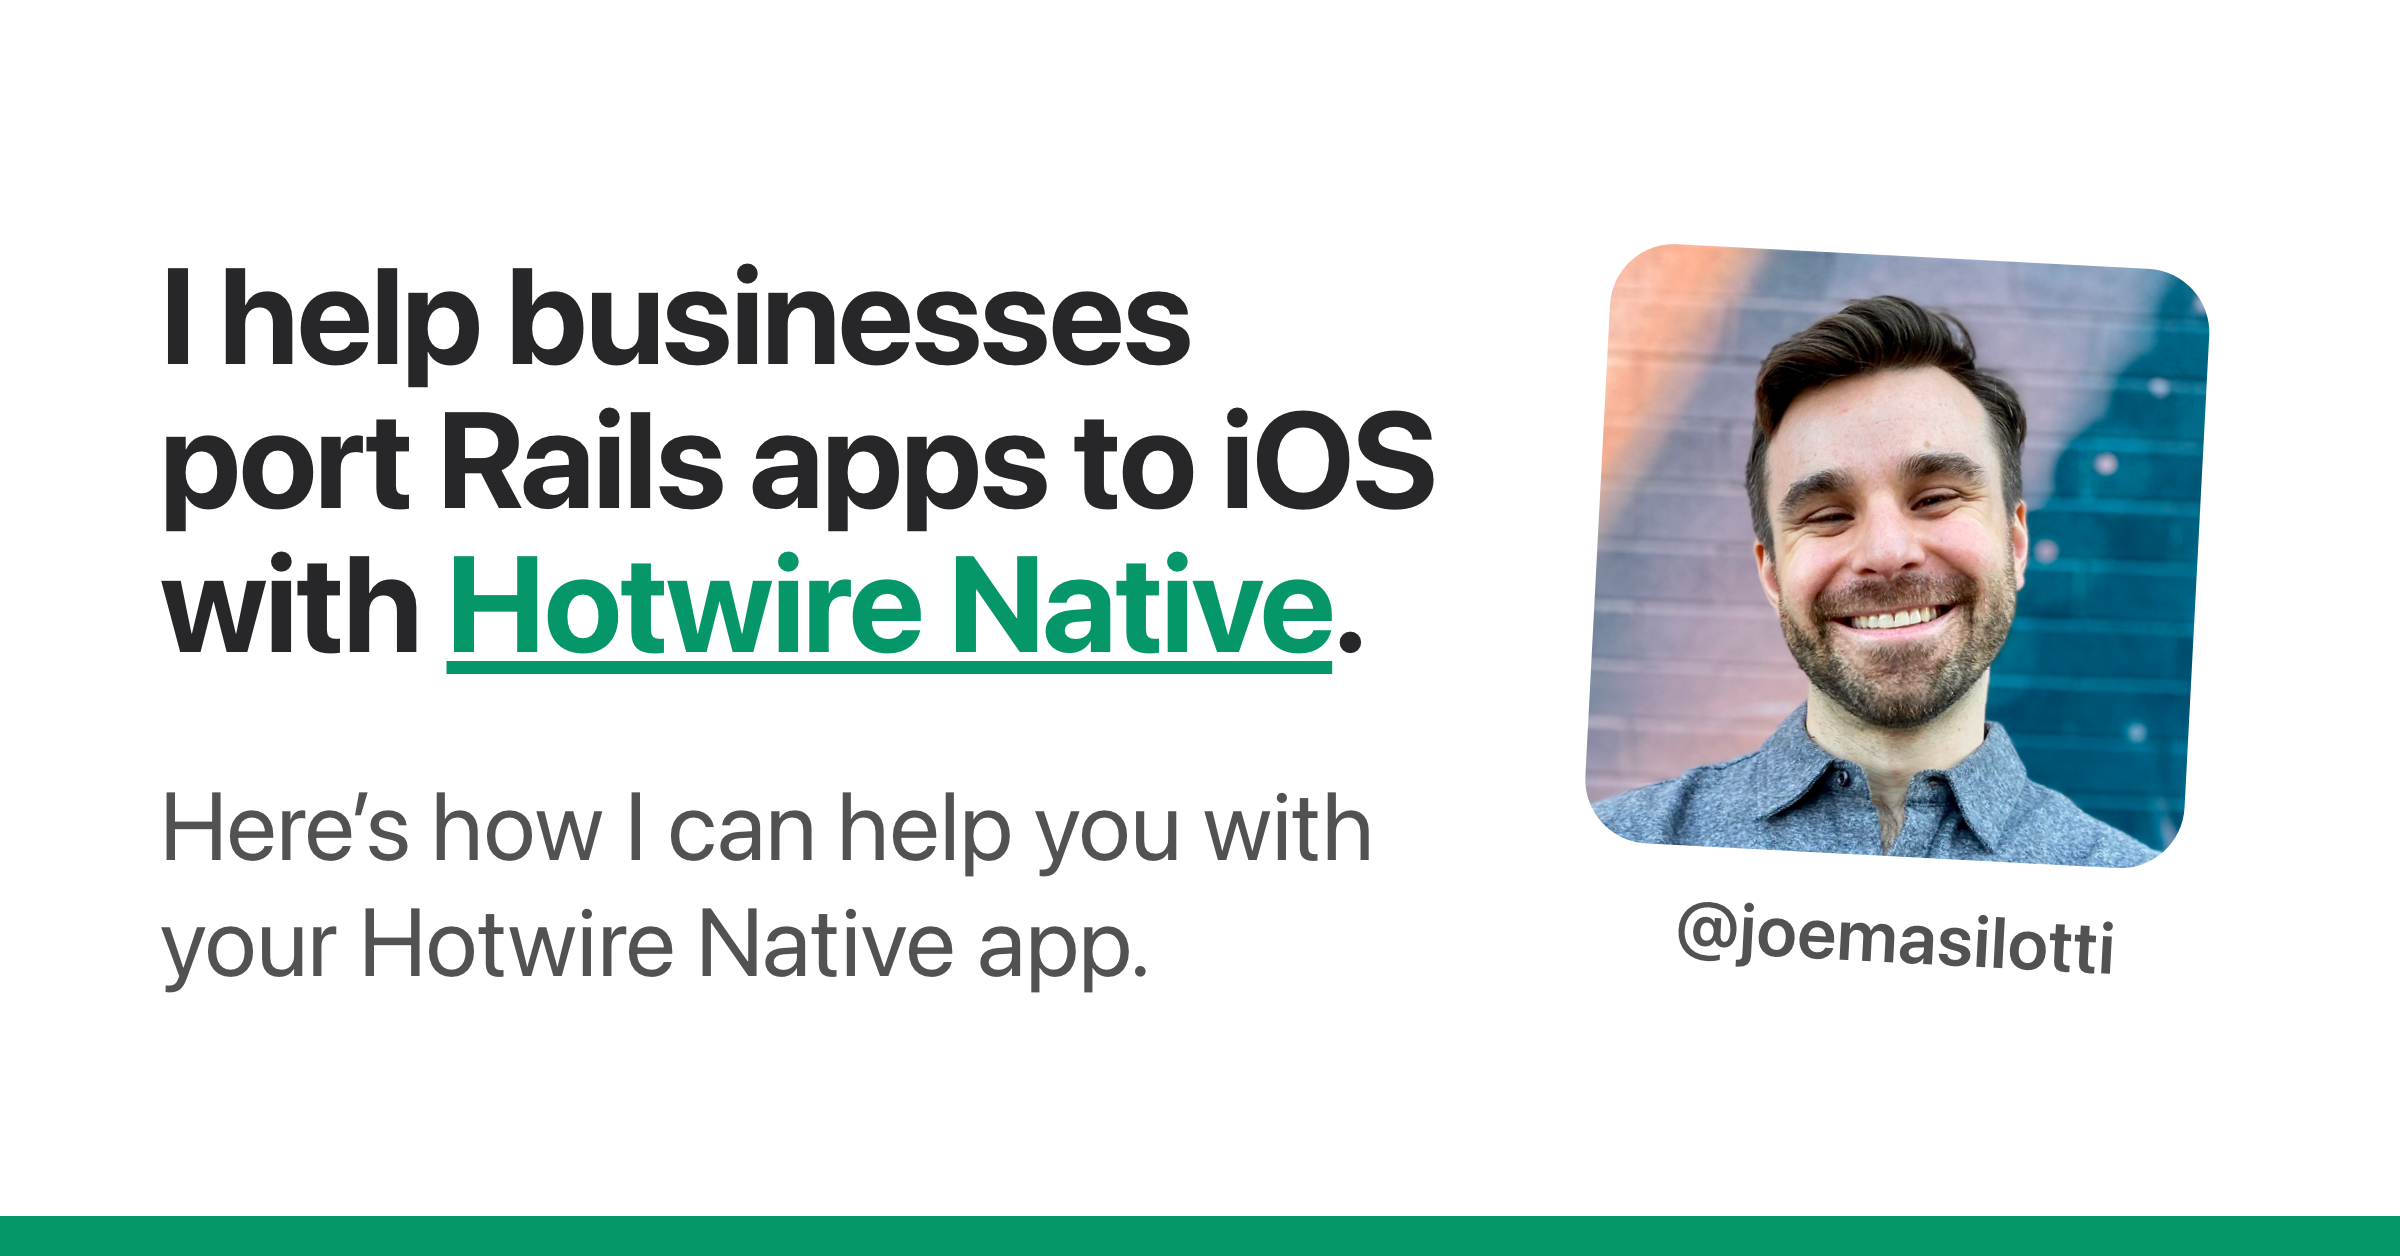 I help businesses
port Rails apps to iOS
with Hotwire Native.
Here’s how I can help you with
your Hotwire Native app.
@joemasilotti